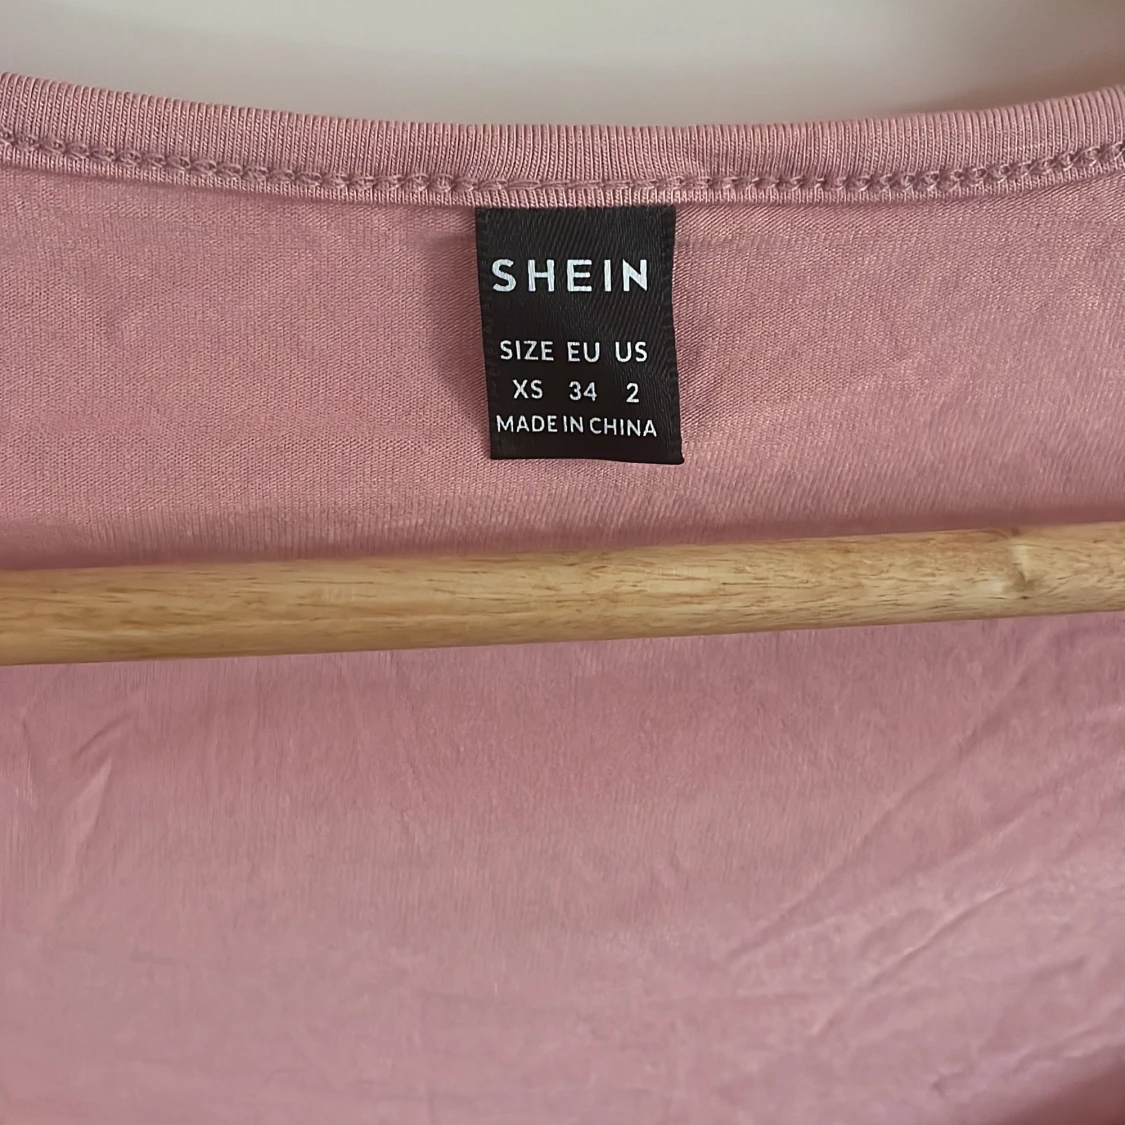 SHEIN
SIZE EU US
XS 34 2
MADE IN CHINA